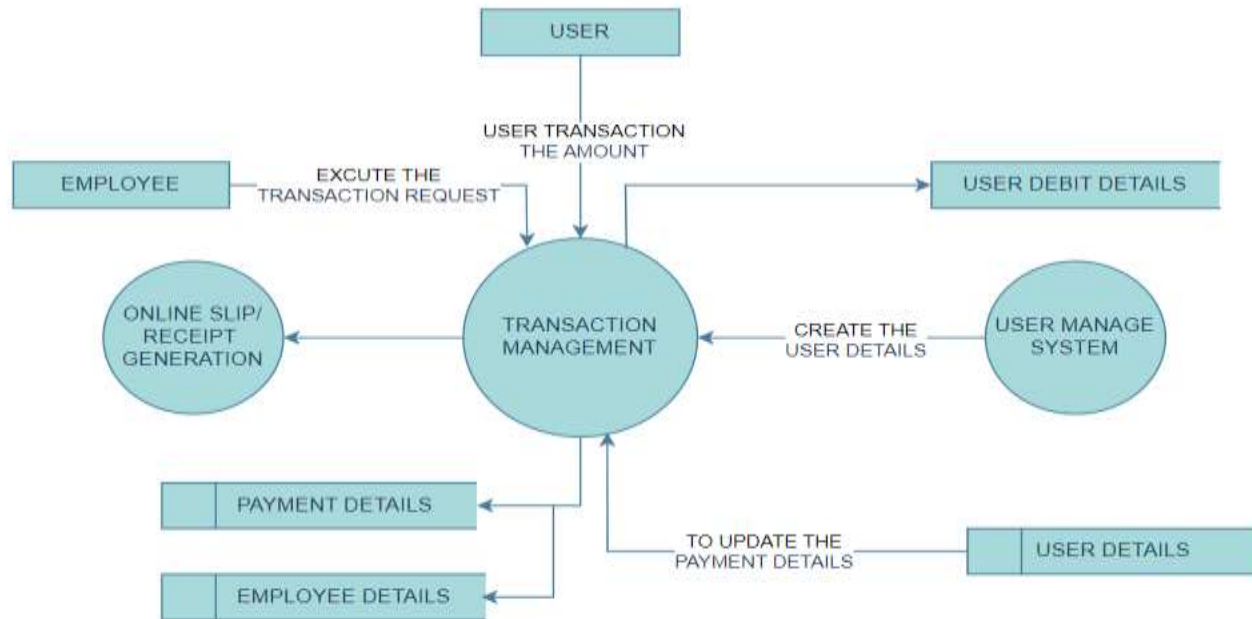 USER
USER TRANSACTION
THE AMOUNT
EMPLOYEE
EXCUTE THE
TRANSACTION REQUEST
USER DEBIT DETAILS
ONLINE SLIP/
RECEIPT
GENERATION
TRANSACTION
MANAGEMENT
CREATE THE
USER DETAILS
USER MANAGE
SYSTEM
PAYMENT DETAILS
TO UPDATE THE
PAYMENT DETAILS
USER DETAILS
EMPLOYEE DETAILS